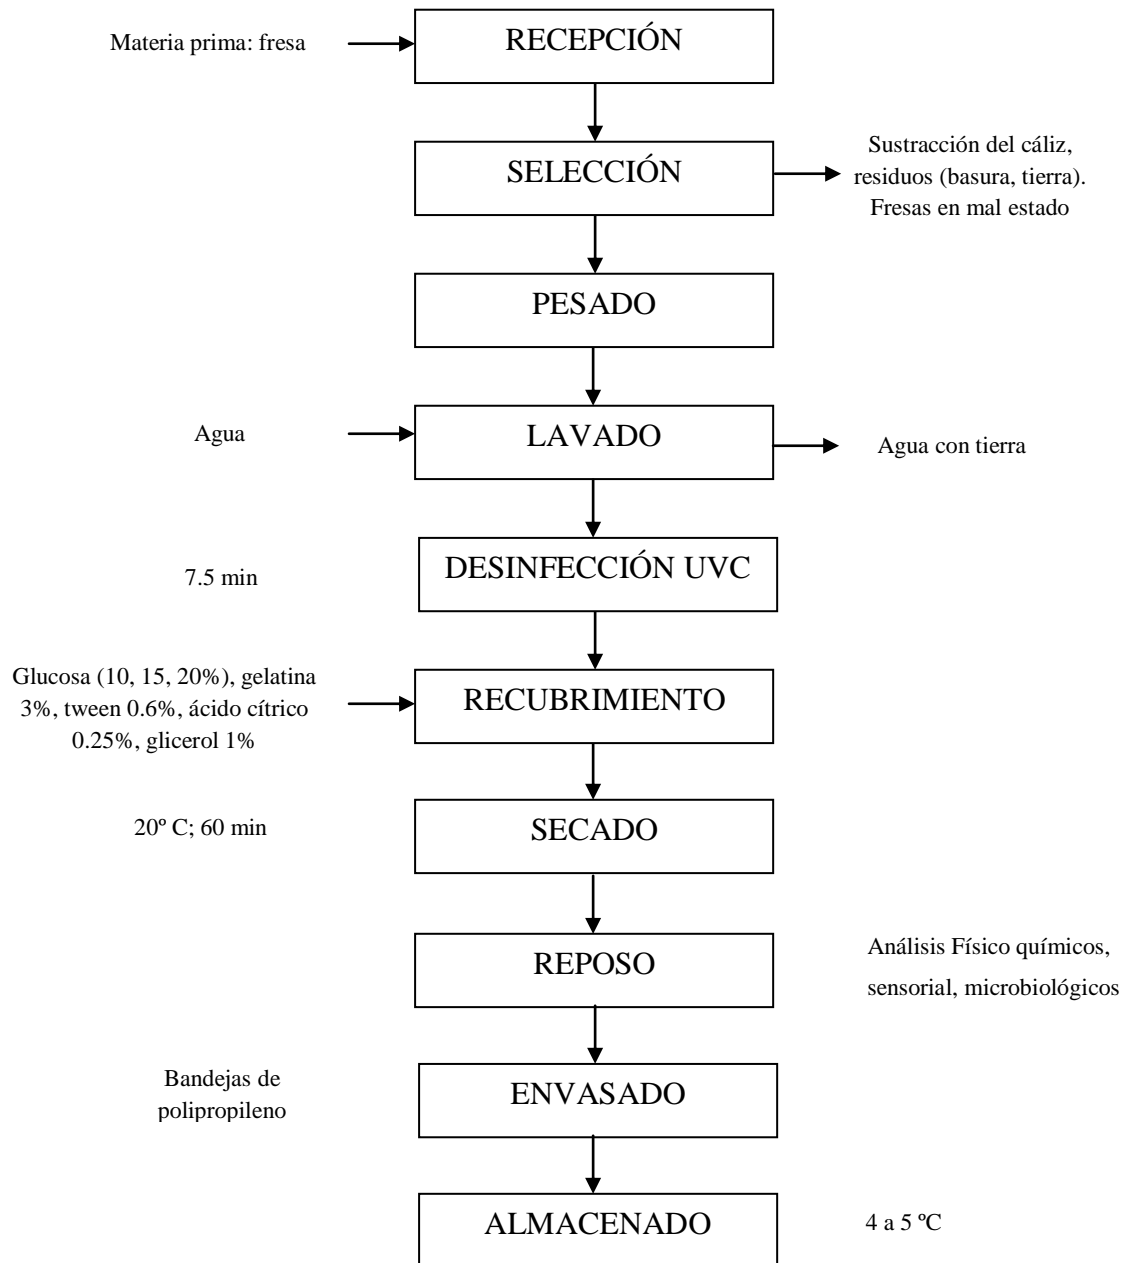 Materia prima: fresa
RECEPCIÓN
SELECCIÓN
Sustracción del cáliz,
residuos (basura, tierra).
Fresas en mal estado
PESADO
Agua
LAVADO
Agua con tierra
7.5 min
DESINFECCIÓN UVC
Glucosa (10, 15, 20%), gelatina
3%, tween 0.6%, ácido cítrico
0.25%, glicerol 1%
RECUBRIMIENTO
20º C; 60 min
SECADO
REPOSO
Análisis Físico químicos,
sensorial, microbiológicos
Bandejas de
polipropileno
ENVASADO
ALMACENADO
4 a 5 ºC